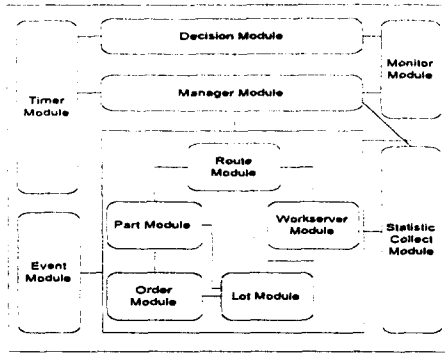 Decision Module
Manager Module
Monitor
Module
Timer
Module
Route
Module
Part Module
Workserver
Module
Statistic
Collect
Module
Event
Module
Order
Module
Lot Module